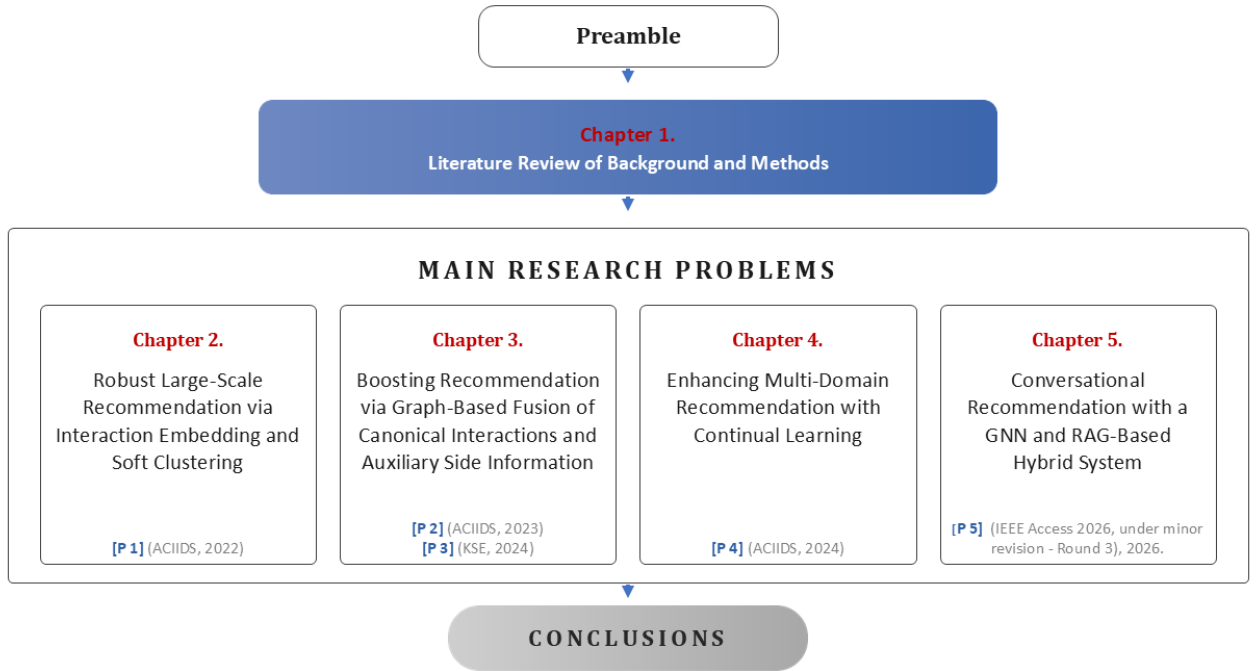 Preamble
Chapter 1.
Literature Review of Background and Methods
MAIN RESEARCH PROBLEMS
Chapter 2.
Robust Large-Scale
Recommendation via
Interaction Embedding and
Soft Clustering
[P 1] (ACIIDS, 2022)
Chapter 3.
Boosting Recommendation
via Graph-Based Fusion of
Canonical Interactions and
Auxiliary Side Information
[P 2] (ACIIDS, 2023)
[P 3] (KSE, 2024)
Chapter 4.
Enhancing Multi-Domain
Recommendation with
Continual Learning
[P 4] (ACIIDS, 2024)
Chapter 5.
Conversational
Recommendation with a
GNN and RAG-Based
Hybrid System
[P 5] (IEEE Access 2026, under minor
revision - Round 3), 2026.
CONCLUSIONS